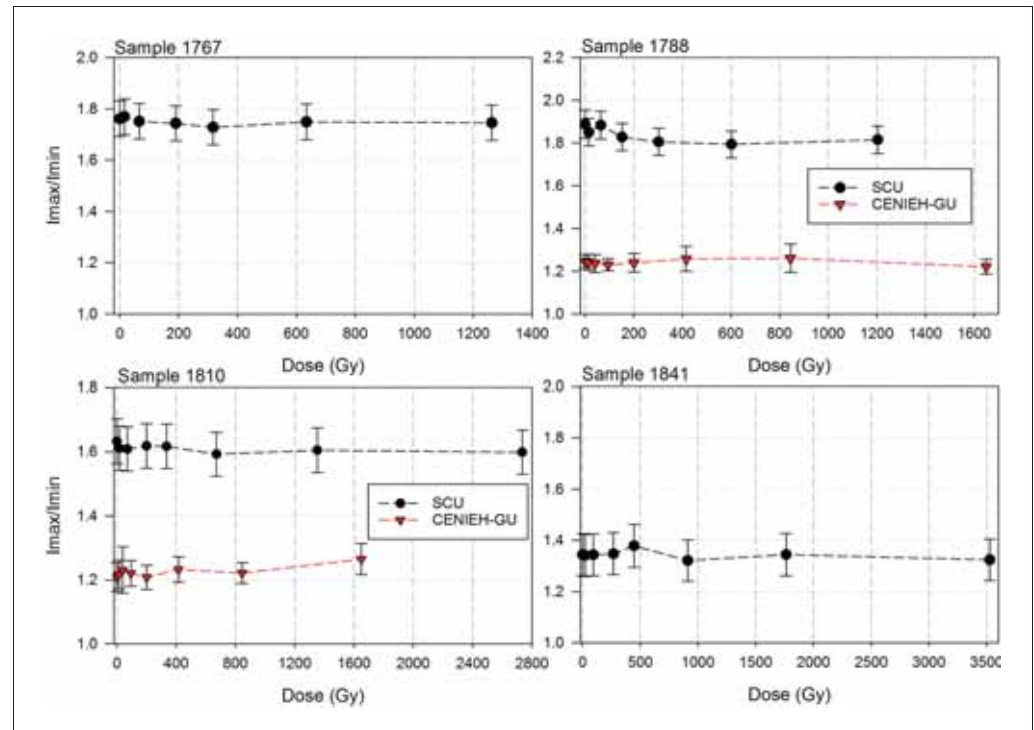 Sample 1767
2.0
1.8
1.6
1.4
1.2
1.0
Imax/Imin
0 200 400 600 800 1000 1200 1400
Dose (Gy)
Sample 1788
2.2
2.0
1.8
1.6
1.4
1.2
1.0
SCU
CENIEH-GU
0 200 400 600 800 1000 1200 1400 1600
Dose (Gy)
Sample 1810
1.8
1.6
1.4
1.2
1.0
Imax/Imin
SCU
CENIEH-GU
0 400 800 1200 1600 2000 2400 2800
Dose (Gy)
Sample 1841
2.0
1.8
1.6
1.4
1.2
1.0
0 500 1000 1500 2000 2500 3000 3500
Dose (Gy)